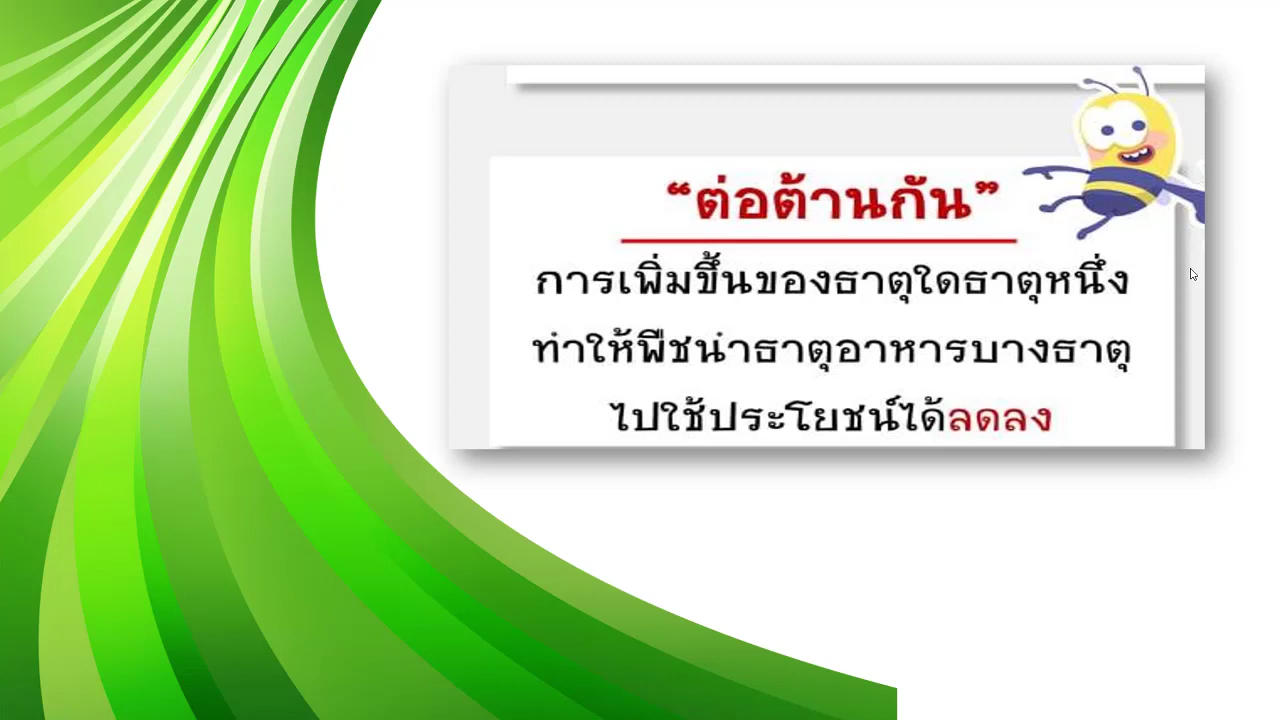 “ต่อต้านกัน”
การเพิ่มขึ้นของธาตุใดธาตุหนึ่ง
ทำให้พืชนำธาตุอาหารบางธาตุ
ไปใช้ประโยชน์ได้ลดลง